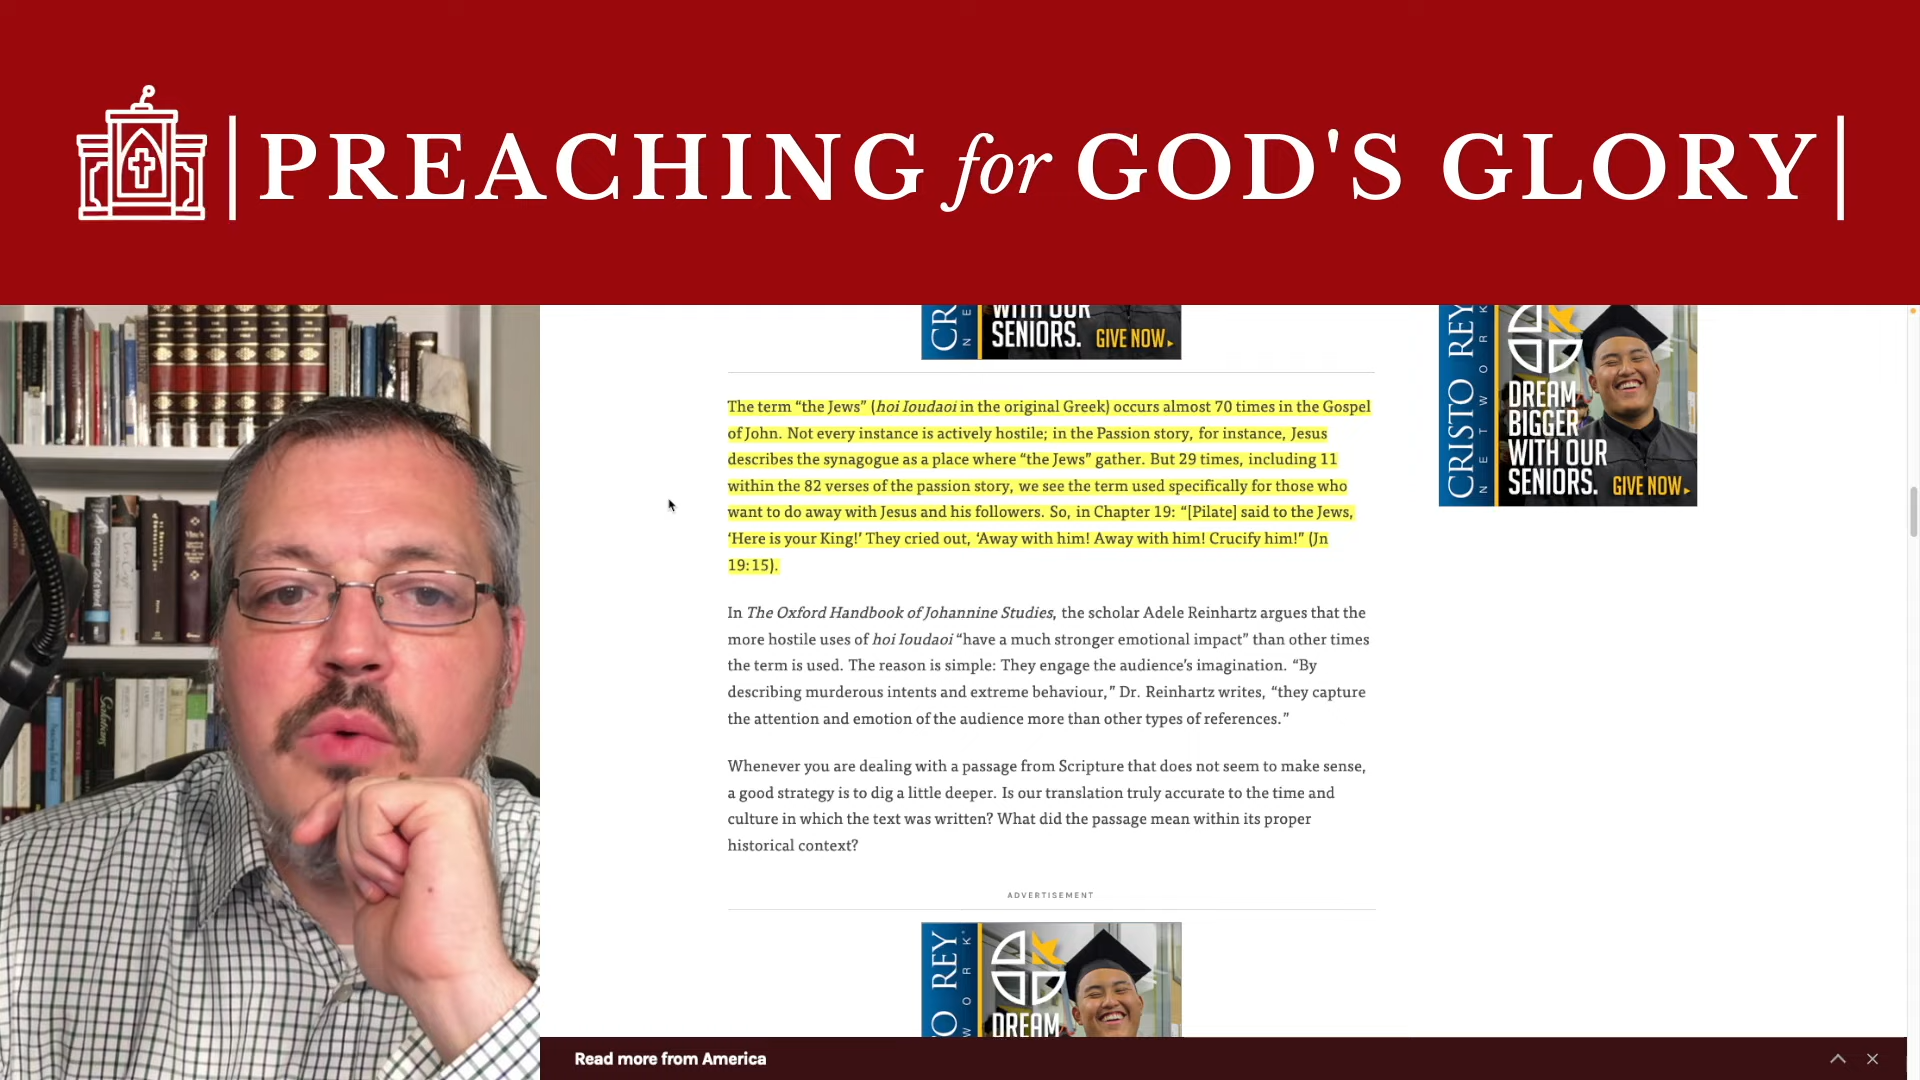 PREACHING for GOD'S GLORY
WITH OUR
SENIORS. GIVE NOW
CRISTO REY
NETWORK
DREAM
BIGGER
WITH OUR
SENIORS. GIVE NOW
The term “the Jews” (hoi Ioudaoi in the original Greek) occurs almost 70 times in the Gospel
of John. Not every instance is actively hostile; in the Passion story, for instance, Jesus
describes the synagogue as a place where “the Jews” gather. But 29 times, including 11
within the 82 verses of the passion story, we see the term used specifically for those who
want to do away with Jesus and his followers. So, in Chapter 19: “[Pilate] said to the Jews,
‘Here is your King!’ They cried out, ‘Away with him! Away with him! Crucify him!” (Jn
19:15).
In The Oxford Handbook of Johannine Studies, the scholar Adele Reinhartz argues that the
more hostile uses of hoi Ioudaoi “have a much stronger emotional impact” than other times
the term is used. The reason is simple: They engage the audience’s imagination. “By
describing murderous intents and extreme behaviour,” Dr. Reinhartz writes, “they capture
the attention and emotion of the audience more than other types of references.”
Whenever you are dealing with a passage from Scripture that does not seem to make sense,
a good strategy is to dig a little deeper. Is our translation truly accurate to the time and
culture in which the text was written? What did the passage mean within its proper
historical context?
ADVERTISEMENT
REY
DREAM
Read more from America